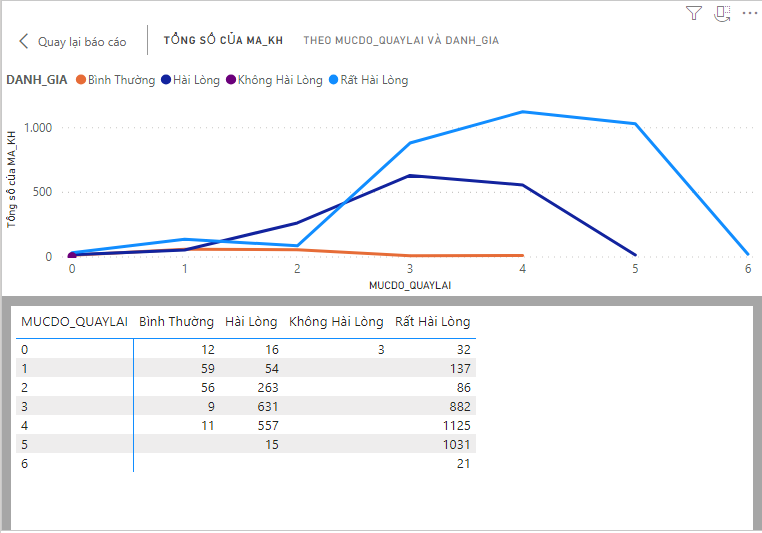 Quay lại báo cáo
TỔNG SỐ CỦA MA_KH THEO MUCDO_QUAYLAI VÀ DANH_GIA
DANH_GIA Bình Thường Hài Lòng Không Hài Lòng Rất Hài Lòng
Tổng số của MA_KH
1.000
500
0
0 1 2 3 4 5 6
MUCDO_QUAYLAI
MUCDO_QUAYLAI Bình Thường Hài Lòng Không Hài Lòng Rất Hài Lòng
0 12 16 3 32
1 59 54 137
2 56 263 86
3 9 631 882
4 11 557 1125
5 15 1031
6 21